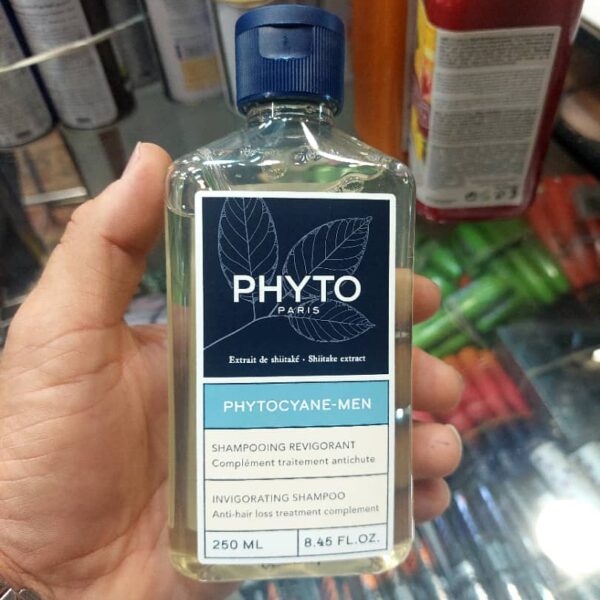 PHYTO
PARIS
Extrait de shiitaké · Shiitake extract
PHYTOCYANE-MEN
SHAMPOOING REVIGORANT
Complément traitement antichute
INVIGORATING SHAMPOO
Anti-hair loss treatment complement
250 ML
8.45 FL.OZ.